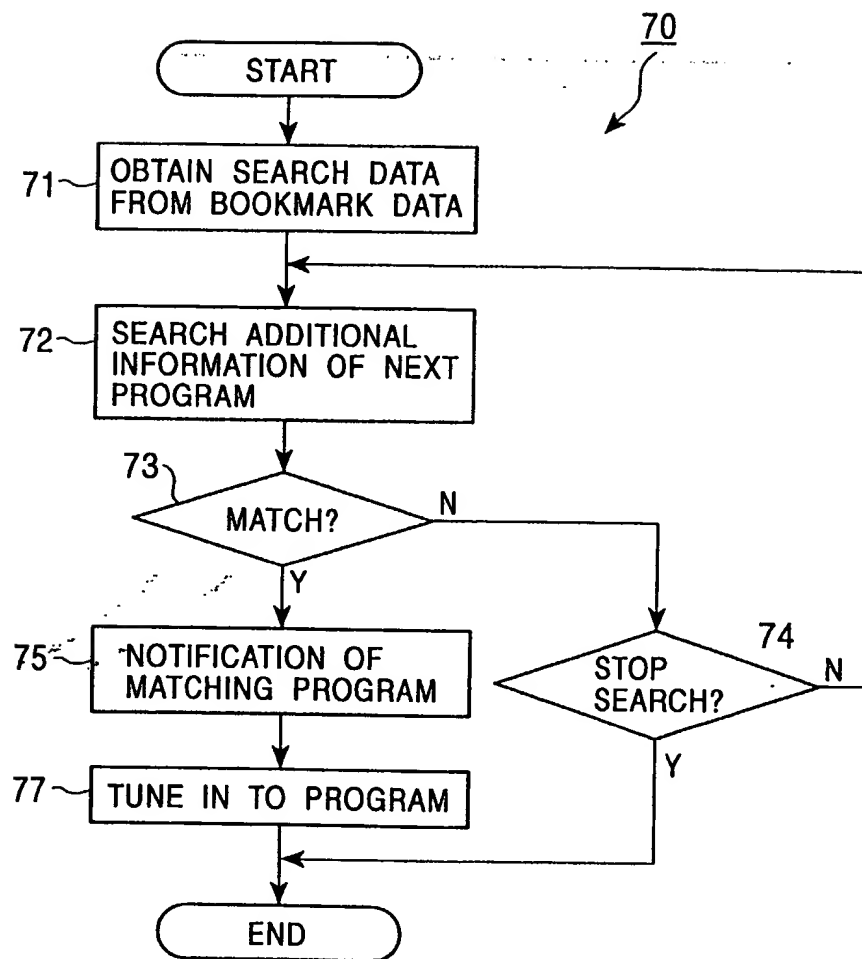 70
START
71
OBTAIN SEARCH DATA
FROM BOOKMARK DATA
72
SEARCH ADDITIONAL
INFORMATION OF NEXT
PROGRAM
73
MATCH?
N
Y
75
NOTIFICATION OF
MATCHING PROGRAM
74
STOP
SEARCH?
N
Y
77
TUNE IN TO PROGRAM
END